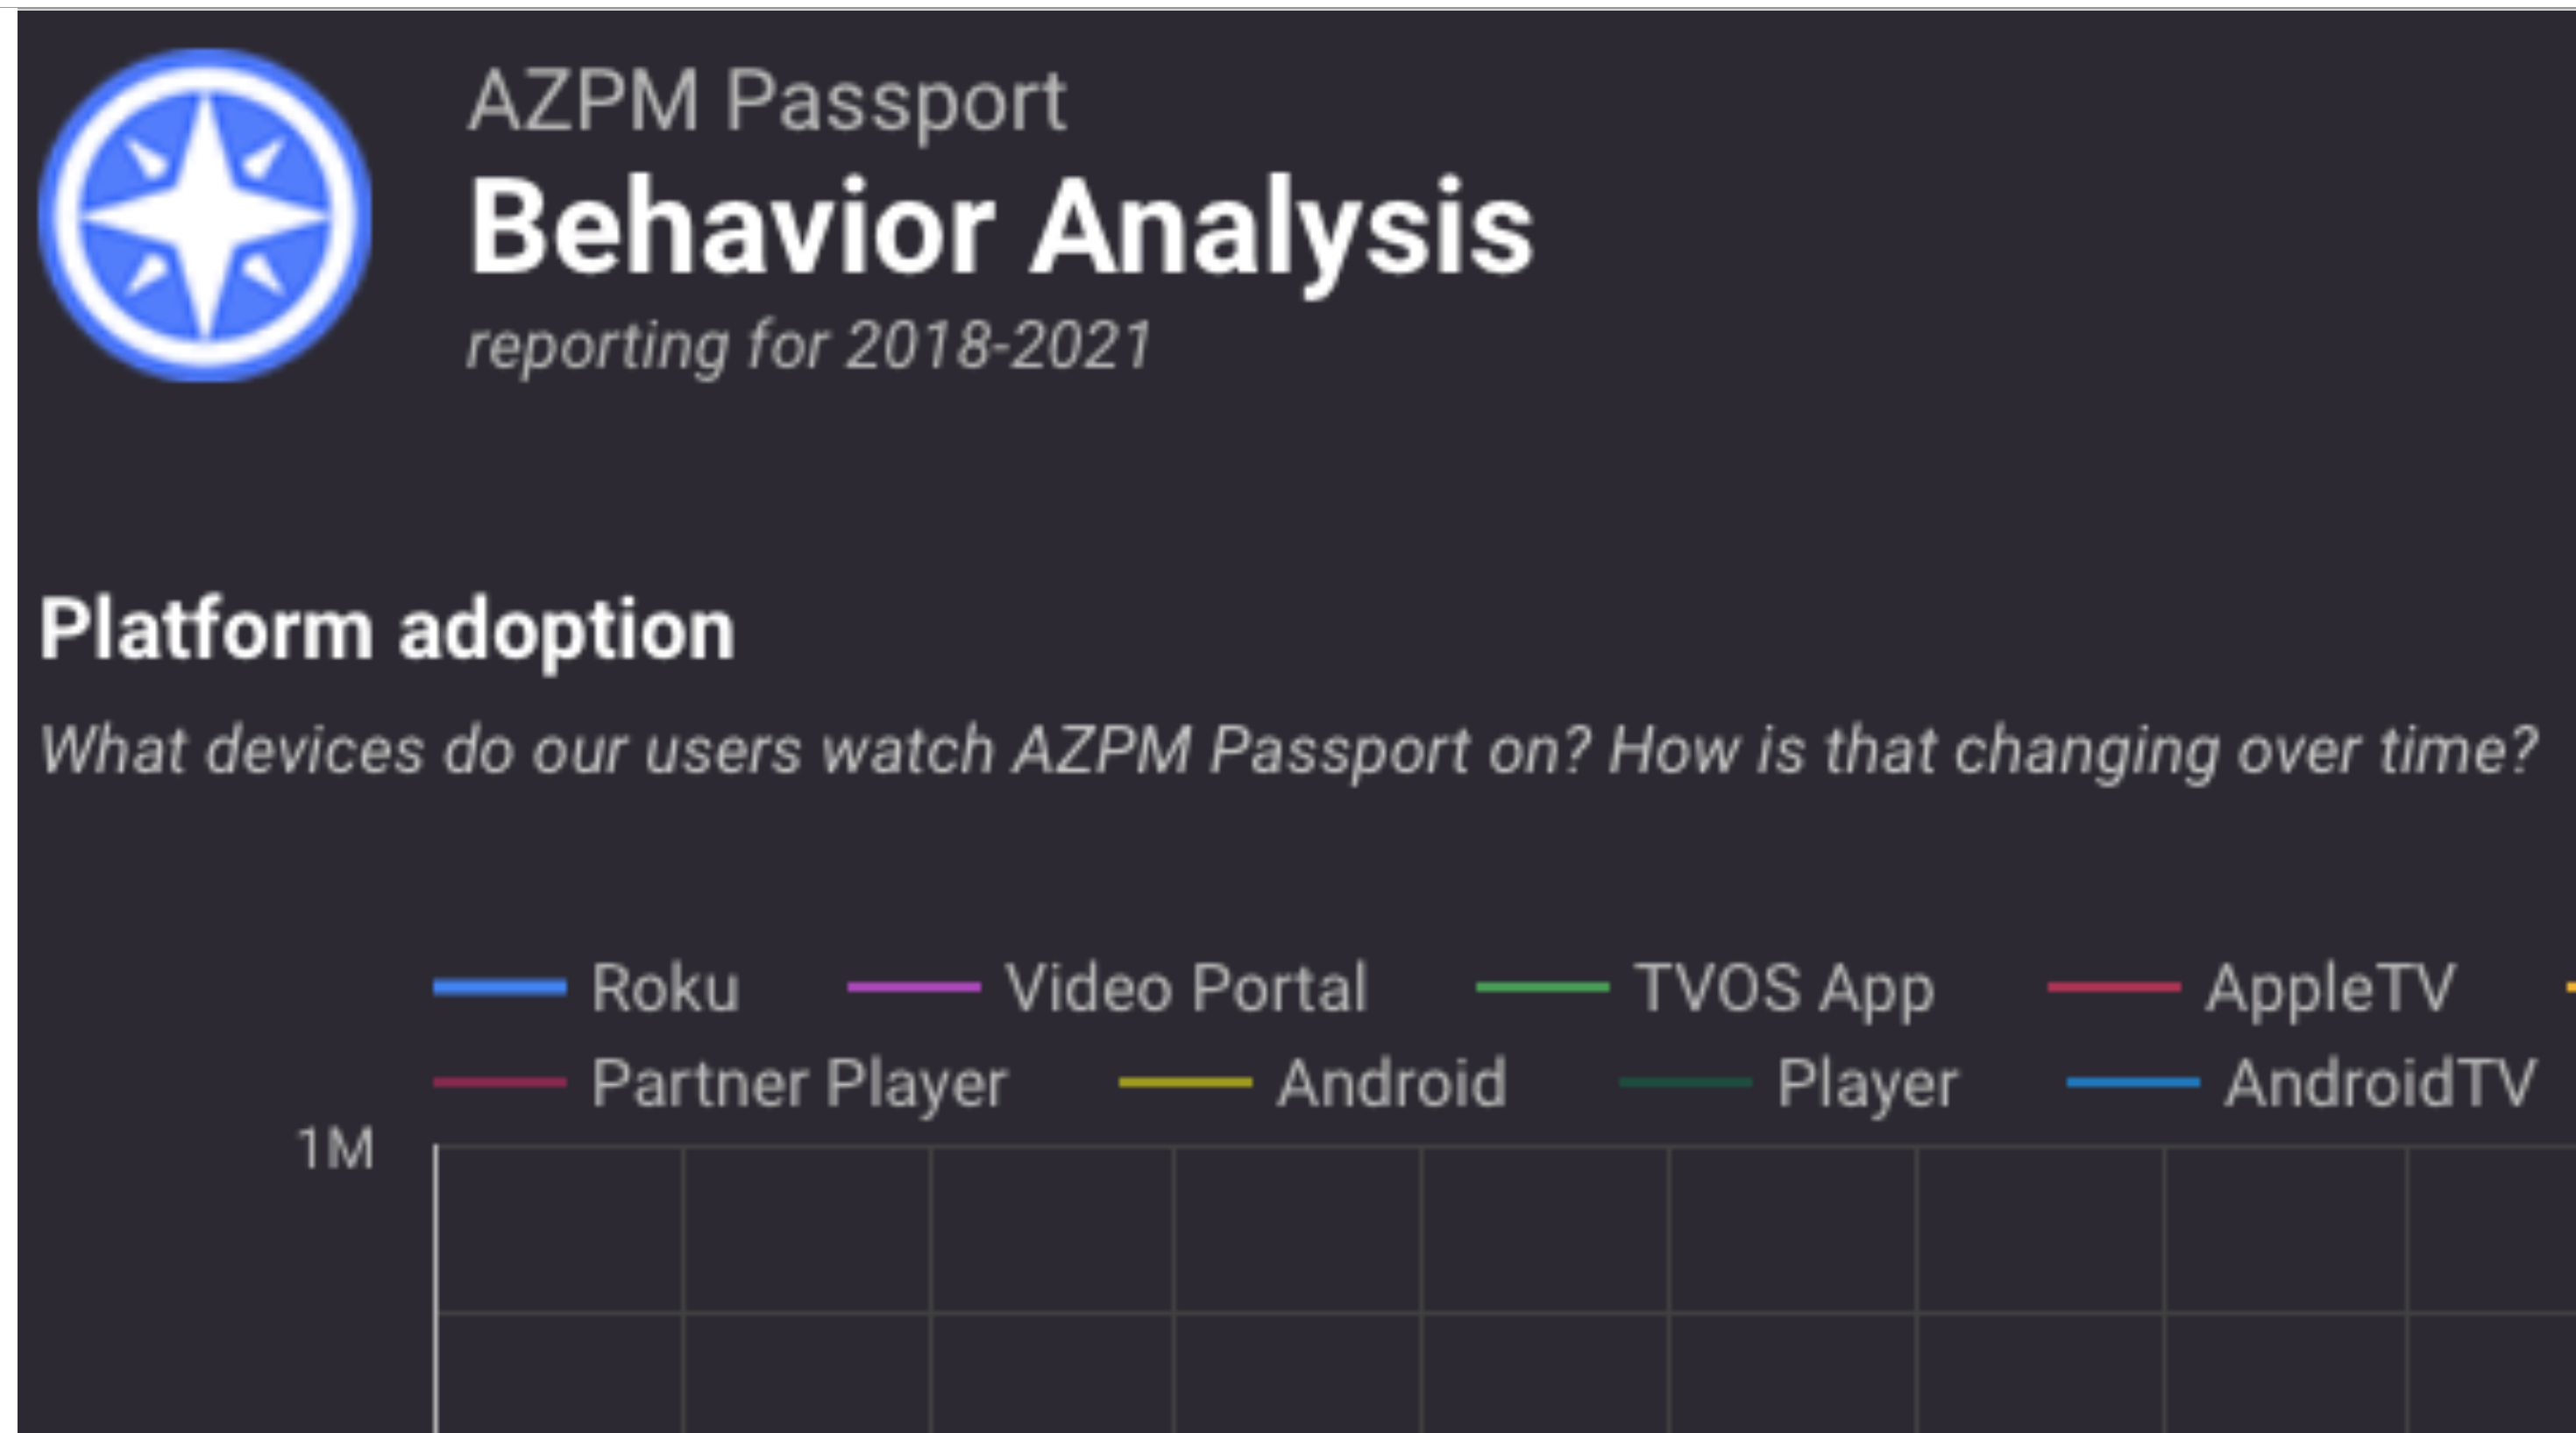 AZPM Passport
Behavior Analysis
reporting for 2018-2021
Platform adoption
What devices do our users watch AZPM Passport on? How is that changing over time?
Roku Video Portal TVOS App AppleTV
Partner Player Android Player AndroidTV
1M